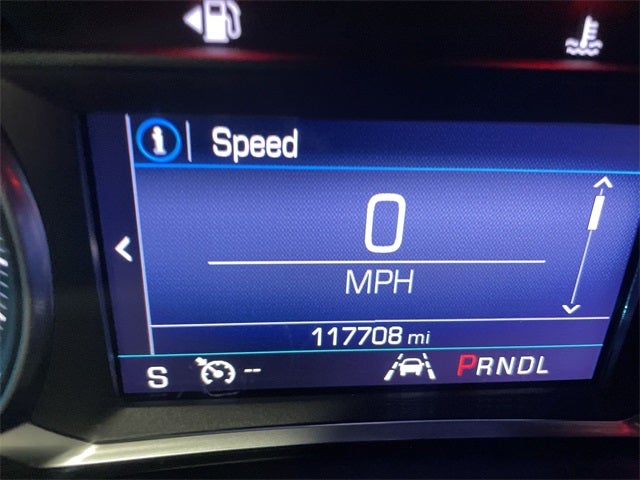 Speed
0
MPH
117708 mi
S -- PRNDL